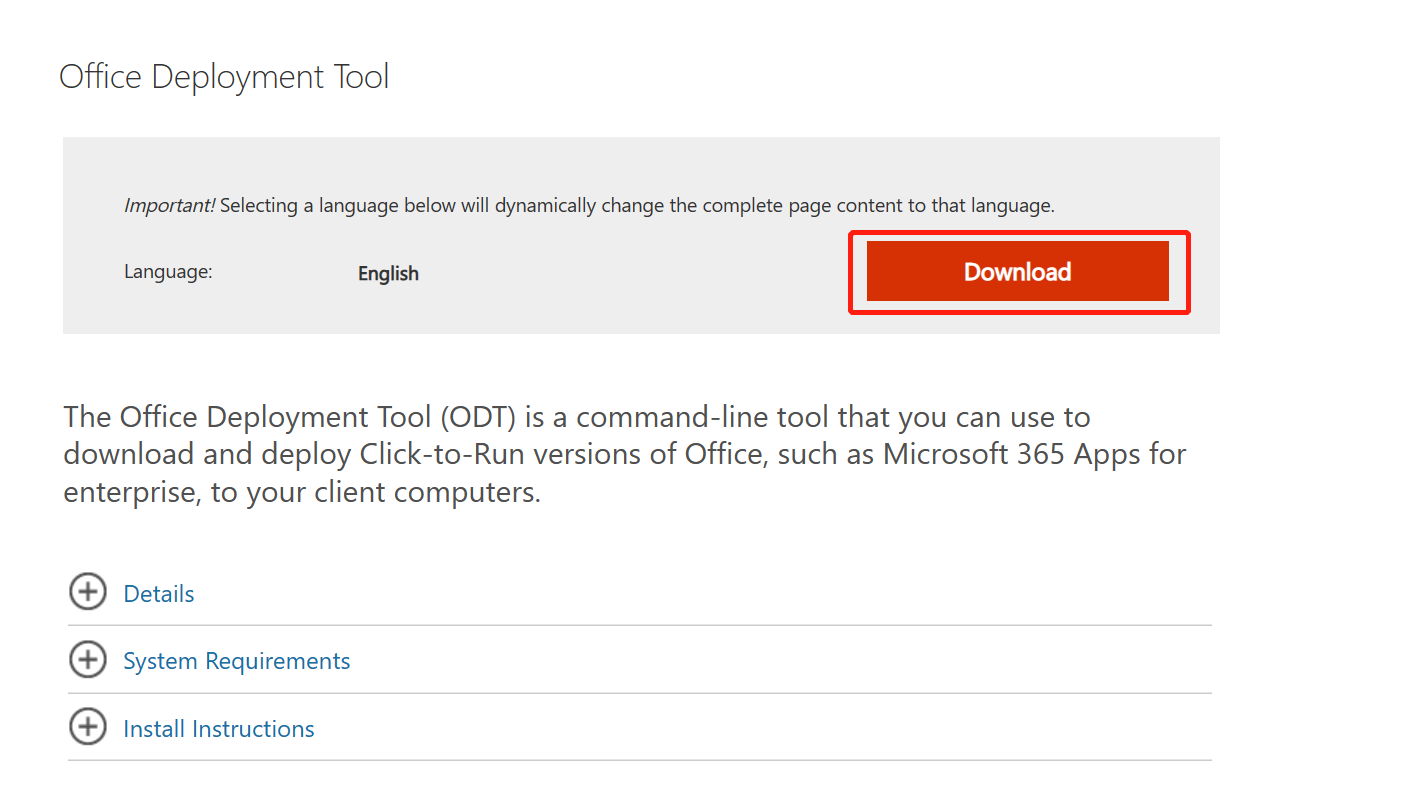 Office Deployment Tool
Important! Selecting a language below will dynamically change the complete page content to that language.
Language: English Download
The Office Deployment Tool (ODT) is a command-line tool that you can use to
download and deploy Click-to-Run versions of Office, such as Microsoft 365 Apps for
enterprise, to your client computers.
Details
System Requirements
Install Instructions